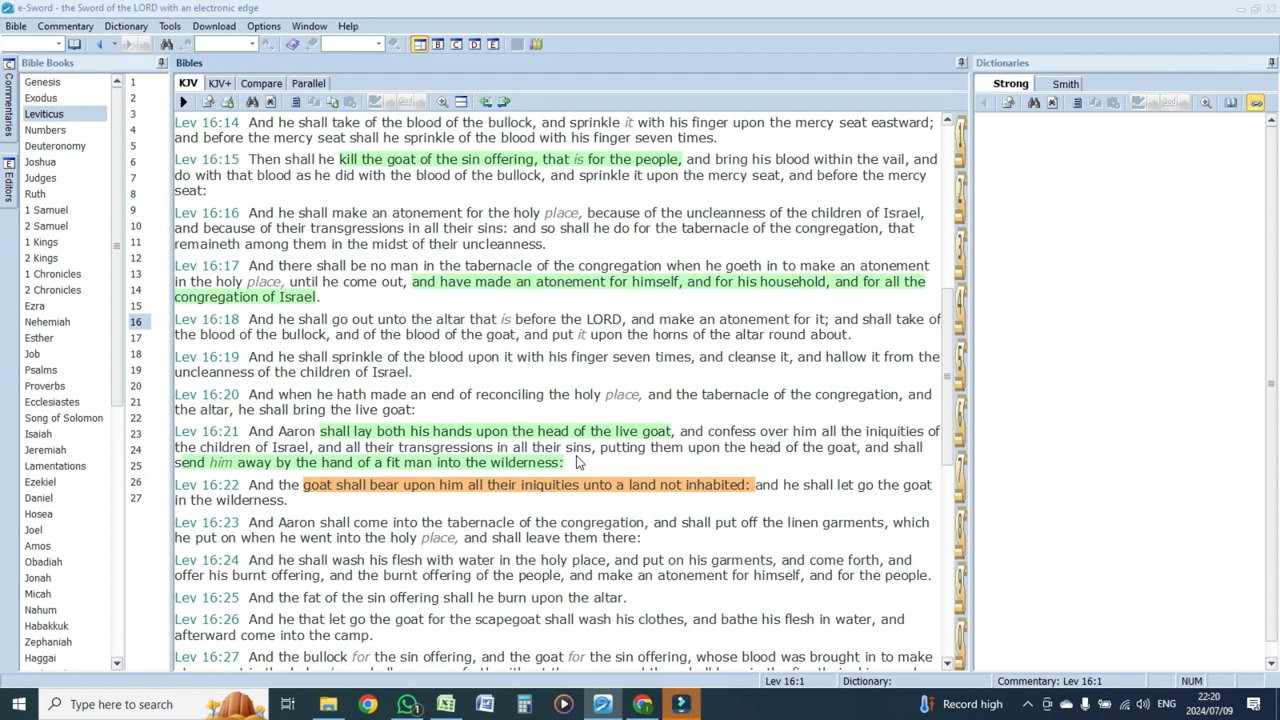 e-Sword - the Sword of the LORD with an electronic edge
Bible Commentary Dictionary Tools Download Options Window Help
B C D E
Bible Books
Bibles
Dictionaries
Commentaries
Editors
KJV KJV+ Compare Parallel
Strong Smith
Genesis
Exodus
Leviticus
Numbers
Deuteronomy
Joshua
Judges
Ruth
1 Samuel
2 Samuel
1 Kings
2 Kings
1 Chronicles
2 Chronicles
Ezra
Nehemiah
Esther
Job
Psalms
Proverbs
Ecclesiastes
Song of Solomon
Isaiah
Jeremiah
Lamentations
Ezekiel
Daniel
Hosea
Joel
Amos
Obadiah
Jonah
Micah
Nahum
Habakkuk
Zephaniah
Haggai
1
2
3
4
5
6
7
8
9
10
11
12
13
14
15
16
17
18
19
20
21
22
23
24
25
26
27
Lev 16:14 And he shall take of the blood of the bullock, and sprinkle it with his finger upon the mercy seat eastward;
and before the mercy seat shall he sprinkle of the blood with his finger seven times.
Lev 16:15 Then shall he kill the goat of the sin offering, that is for the people, and bring his blood within the vail, and
do with that blood as he did with the blood of the bullock, and sprinkle it upon the mercy seat, and before the mercy
seat:
Lev 16:16 And he shall make an atonement for the holy place, because of the uncleanness of the children of Israel,
and because of their transgressions in all their sins: and so shall he do for the tabernacle of the congregation, that
remaineth among them in the midst of their uncleanness.
Lev 16:17 And there shall be no man in the tabernacle of the congregation when he goeth in to make an atonement
in the holy place, until he come out, and have made an atonement for himself, and for his household, and for all the
congregation of Israel.
Lev 16:18 And he shall go out unto the altar that is before the LORD, and make an atonement for it; and shall take of
the blood of the bullock, and of the blood of the goat, and put it upon the horns of the altar round about.
Lev 16:19 And he shall sprinkle of the blood upon it with his finger seven times, and cleanse it, and hallow it from the
uncleanness of the children of Israel.
Lev 16:20 And when he hath made an end of reconciling the holy place, and the tabernacle of the congregation, and
the altar, he shall bring the live goat:
Lev 16:21 And Aaron shall lay both his hands upon the head of the live goat, and confess over him all the iniquities of
the children of Israel, and all their transgressions in all their sins, putting them upon the head of the goat, and shall
send him away by the hand of a fit man into the wilderness:
Lev 16:22 And the goat shall bear upon him all their iniquities unto a land not inhabited: and he shall let go the goat
in the wilderness.
Lev 16:23 And Aaron shall come into the tabernacle of the congregation, and shall put off the linen garments, which
he put on when he went into the holy place, and shall leave them there:
Lev 16:24 And he shall wash his flesh with water in the holy place, and put on his garments, and come forth, and
offer his burnt offering, and the burnt offering of the people, and make an atonement for himself, and for the people.
Lev 16:25 And the fat of the sin offering shall he burn upon the altar.
Lev 16:26 And he that let go the goat for the scapegoat shall wash his clothes, and bathe his flesh in water, and
afterward come into the camp.
Lev 16:27 And the bullock for the sin offering, and the goat for the sin offering, whose blood was brought in to make
Lev 16:1 Dictionary: Commentary: Lev 16:1 NUM
Type here to search
Record high
ENG
22:20
2024/07/09